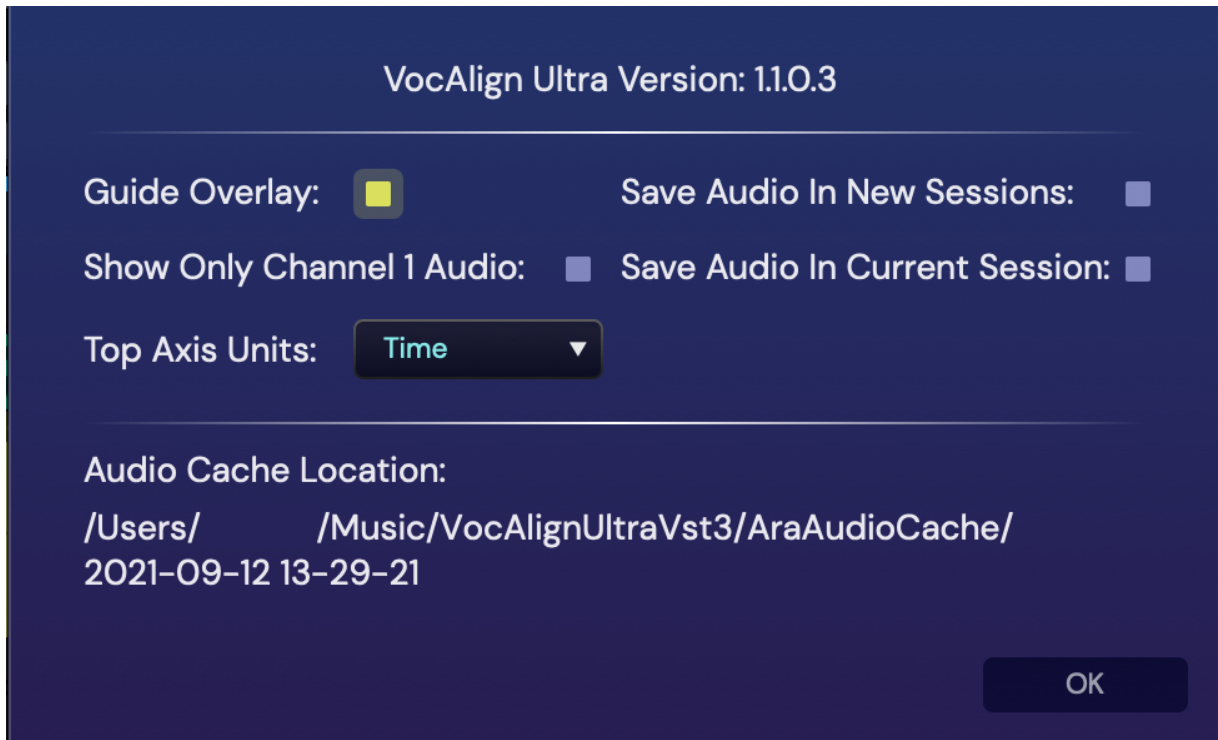 VocAlign Ultra Version: 1.1.0.3
Guide Overlay:
Save Audio In New Sessions:
Show Only Channel 1 Audio:
Save Audio In Current Session:
Top Axis Units:
Time
Audio Cache Location:
/Users/ /Music/VocAlignUltraVst3/AraAudioCache/
2021-09-12 13-29-21
OK